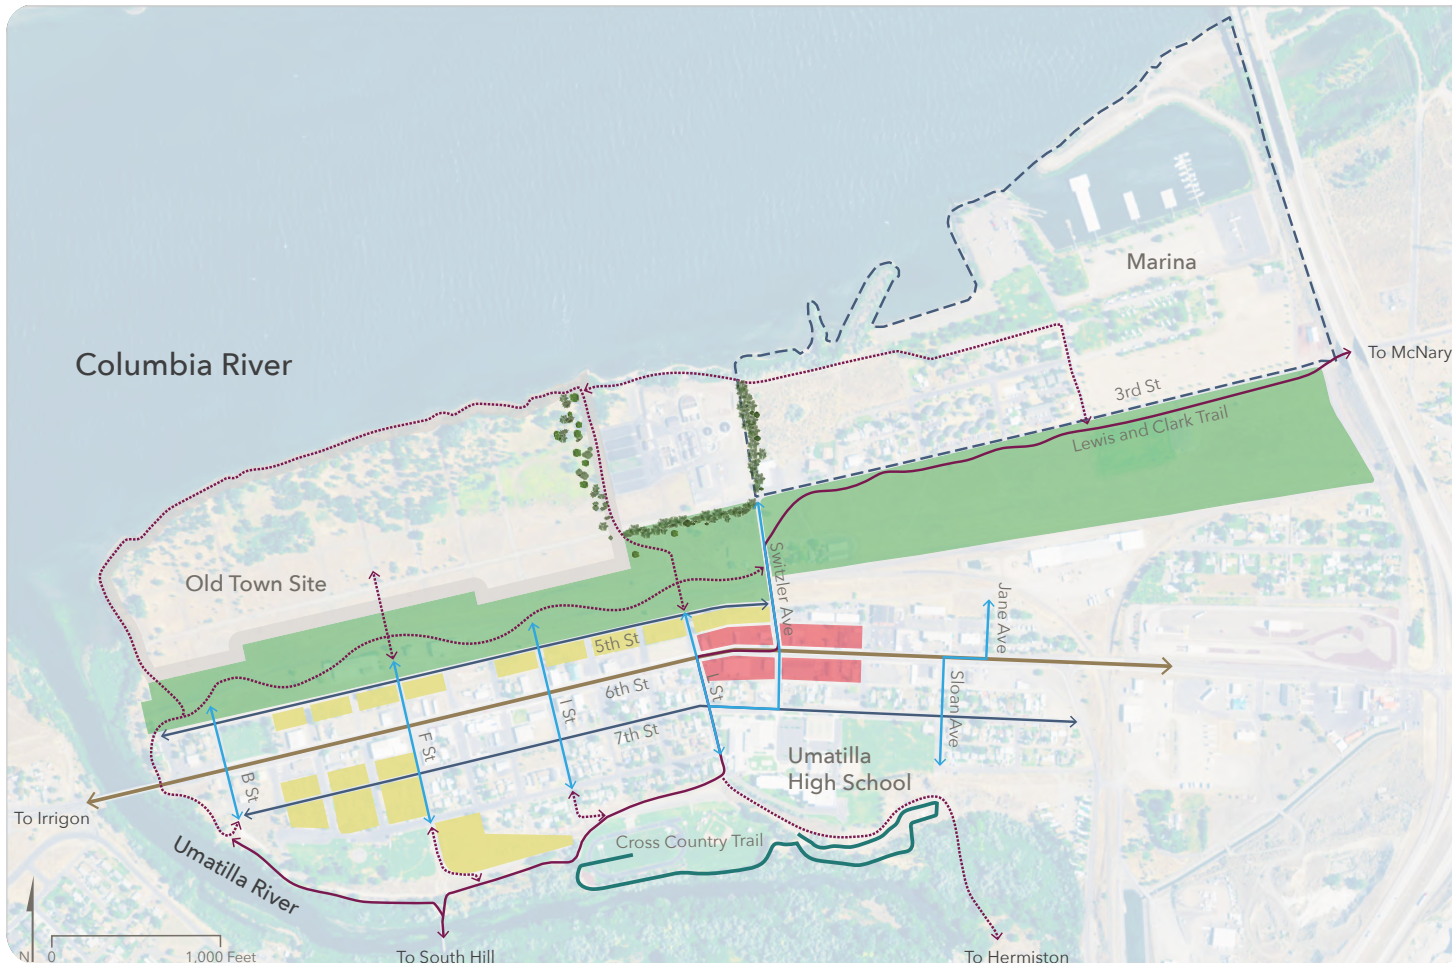 Marina
Columbia River
To McNary
3rd St
Lewis and Clark Trail
Old Town Site
Switzler Ave
Jane Ave
5th St
6th St
L St
Sloan Ave
I St
7th St
F St
Umatilla
High School
B St
To Irrigon
Cross Country Trail
Umatilla River
N
0
1,000 Feet
To South Hill
To Hermiston